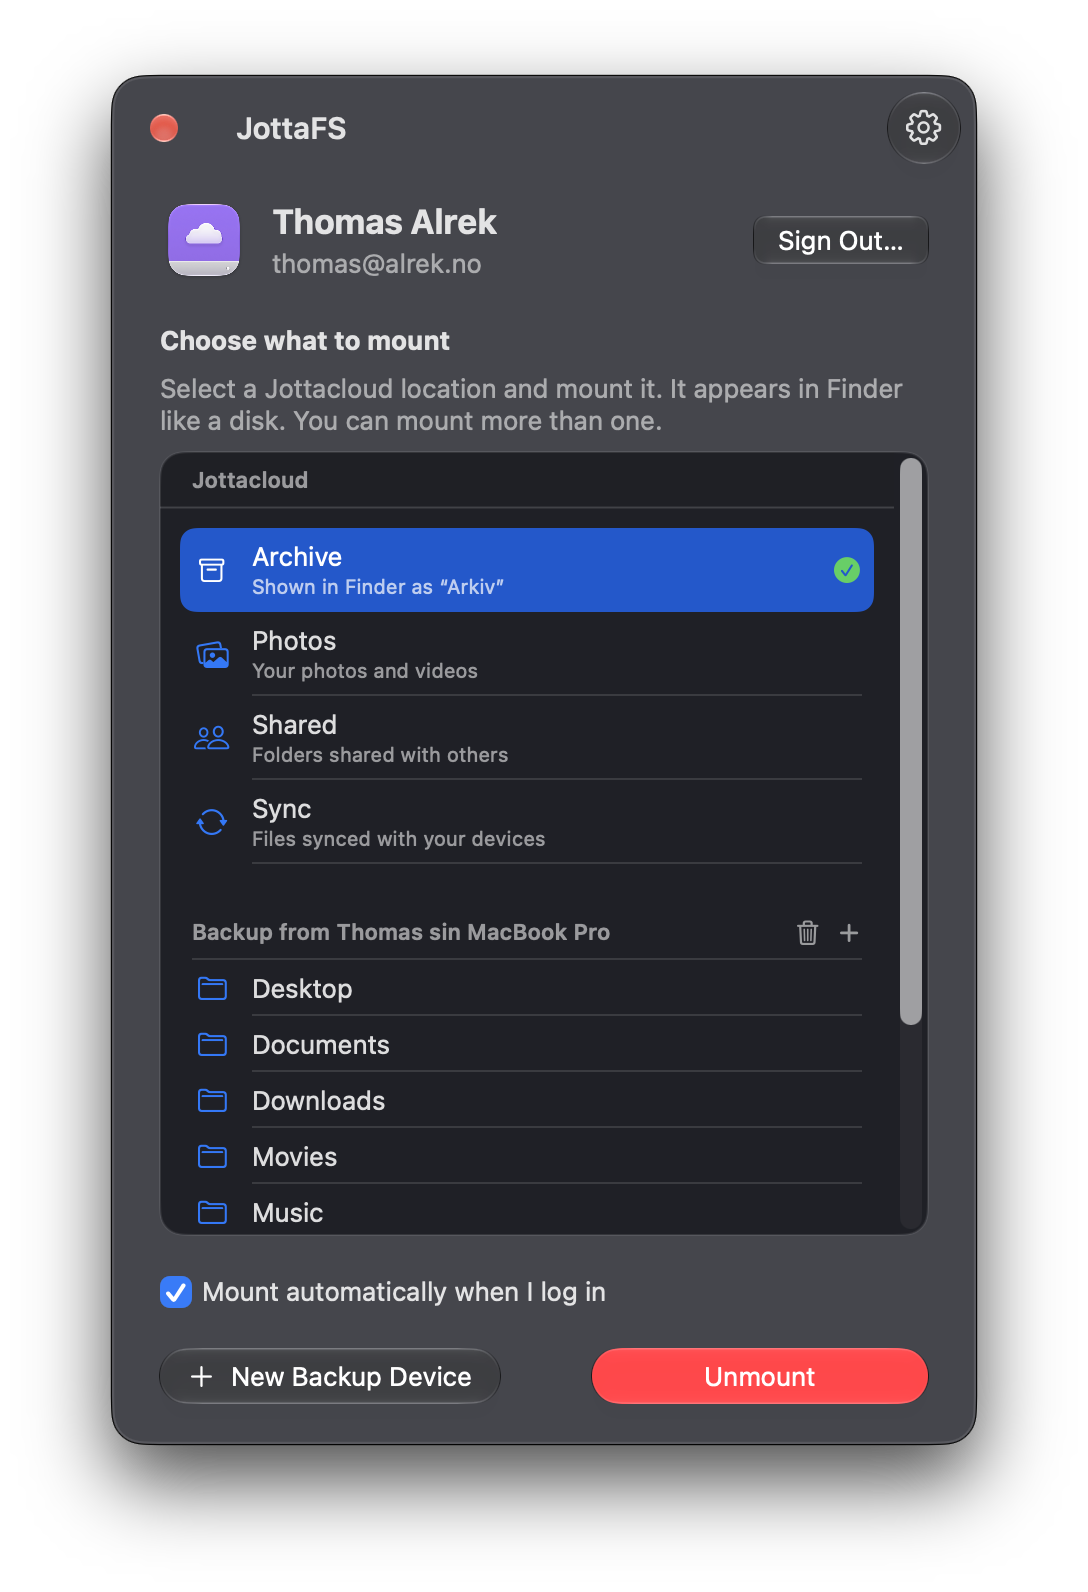 JottaFS
Thomas Alrek
Sign Out...
thomas@alrek.no
Choose what to mount
Select a Jottacloud location and mount it. It appears in Finder
like a disk. You can mount more than one.
Jottacloud
Archive
Shown in Finder as “Arkiv”
Photos
Your photos and videos
Shared
Folders shared with others
Sync
Files synced with your devices
Backup from Thomas sin MacBook Pro
Desktop
Documents
Downloads
Movies
Music
Mount automatically when I log in
New Backup Device
Unmount